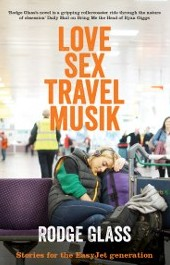 'Rodge Glass's novel is a gripping rollercoaster ride through the nature
of obsession' Daily Mail on Bring Me the Head of Ryan Giggs
LOVE
SEX
TRAVEL
MUSIK
RODGE GLASS
Stories for the EasyJet generation